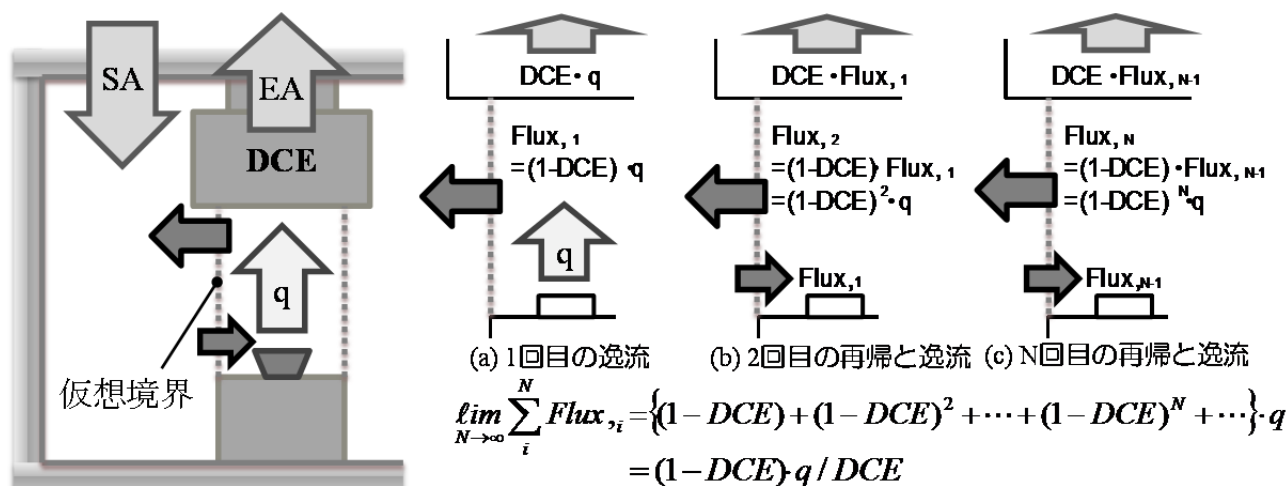 SA
EA
DCE
q
仮想境界
DCE・q
Flux,₁
=(1-DCE)・q
q
(a) 1回目の逸流
DCE・Flux,₁
Flux,₂
=(1-DCE)・Flux,₁
=(1-DCE)²・q
Flux,₁
(b) 2回目の再帰と逸流
DCE・Flux,N-1
Flux,N
=(1-DCE)・Flux,N-1
=(1-DCE)ᴺ・q
Flux,N-1
(c) N回目の再帰と逸流
ℓim N→∞ ∑ i N Flux,i ={(1−DCE)+(1−DCE)²+⋯+(1−DCE)ᴺ+⋯}・q
=(1−DCE)・q/DCE